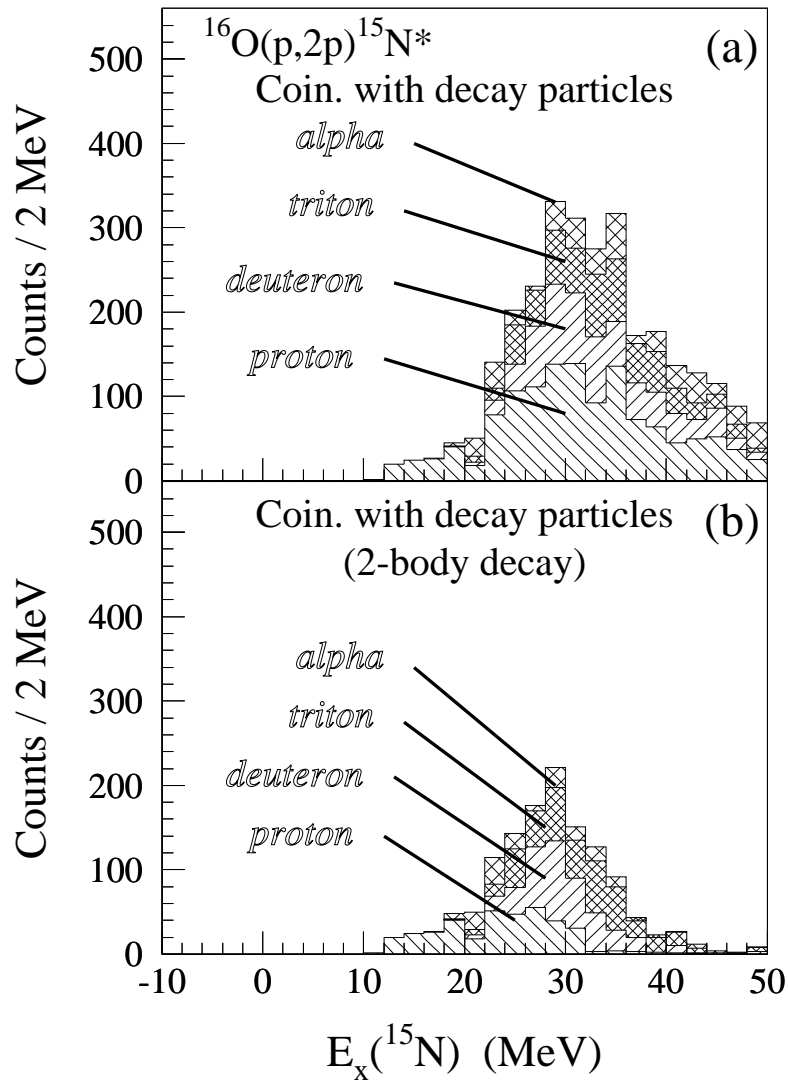 ¹⁶O(p,2p)¹⁵N*
(a)
Coin. with decay particles
alpha
triton
deuteron
proton
Counts / 2 MeV
500
400
300
200
100
0
Coin. with decay particles
(b)
(2-body decay)
alpha
triton
deuteron
proton
Counts / 2 MeV
500
400
300
200
100
0
-10 0 10 20 30 40 50
Eₓ(¹⁵N) (MeV)